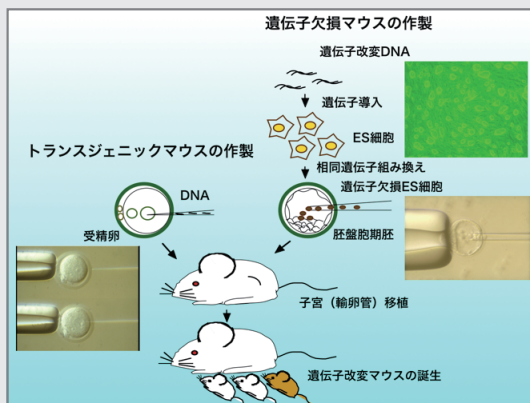 遺伝子欠損マウスの作製
遺伝子改変DNA
遺伝子導入
ES細胞
相同遺伝子組み換え
遺伝子欠損ES細胞
胚盤胞期胚
トランスジェニックマウスの作製
DNA
受精卵
子宮（輸卵管）移植
遺伝子改変マウスの誕生